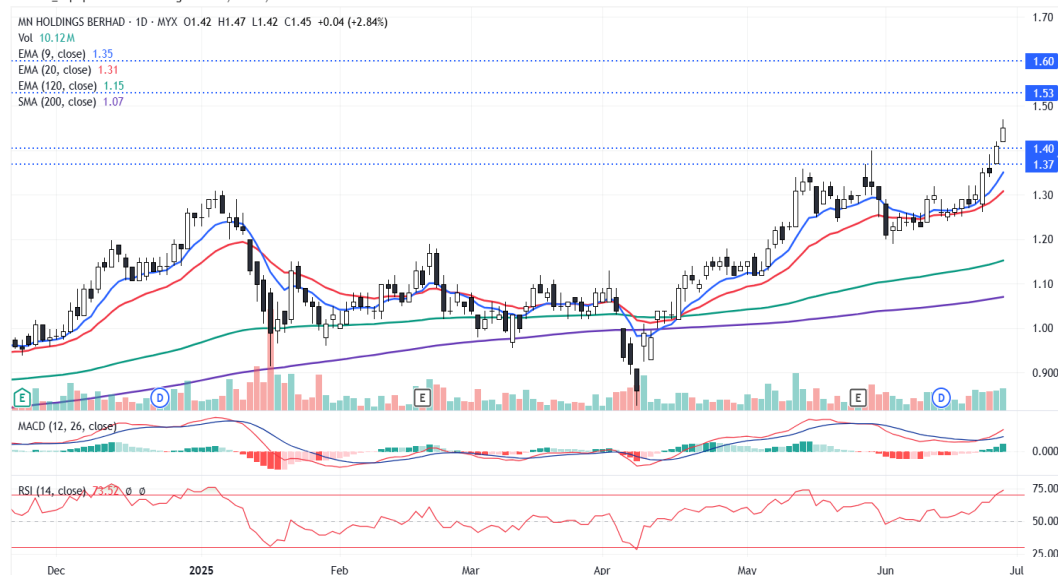 MN HOLDINGS BERHAD · 1D · MYX O1.42 H1.47 L1.42 C1.45 +0.04 (+2.84%)
Vol 10.12M
EMA (9, close) 1.35
EMA (20, close) 1.31
EMA (120, close) 1.15
SMA (200, close) 1.07
1.70
1.60
1.53
1.50
1.40
1.37
1.30
1.20
1.10
1.00
0.900
E
D
E
E
D
MACD (12, 26, close)
0.000
RSI (14, close) 73.52 ø ø
75.00
50.00
25.00
Dec 2025 Feb Mar Apr May Jun Jul